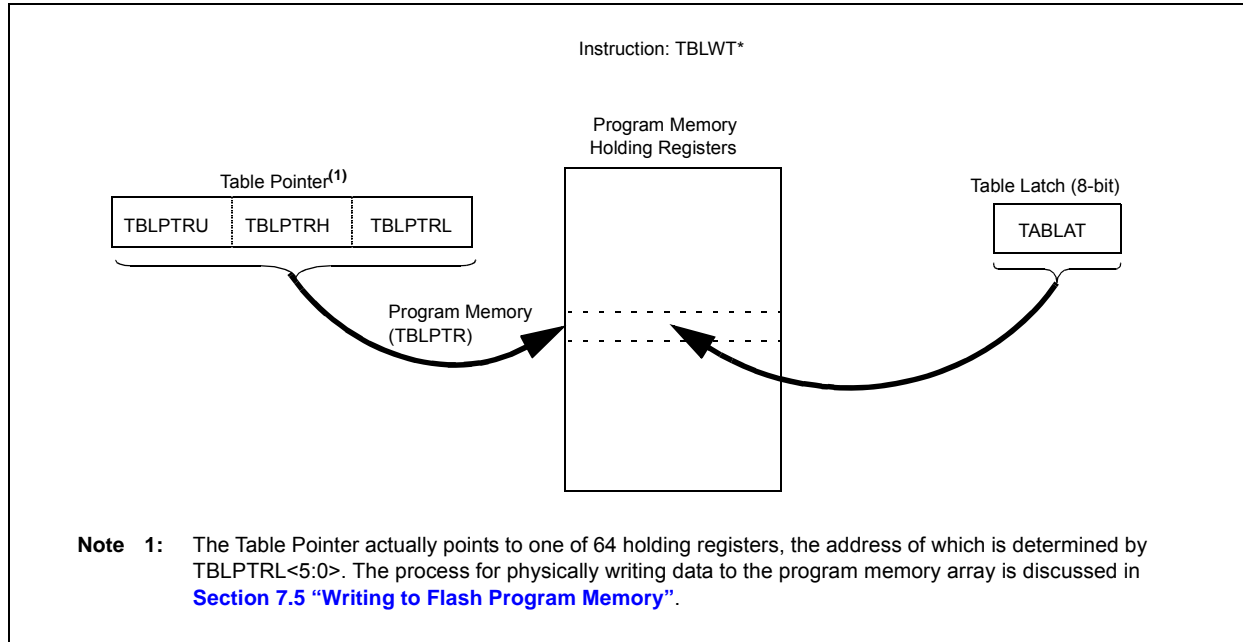 Instruction: TBLWT*
Program Memory
Holding Registers
Table Pointer(1)
Table Latch (8-bit)
TBLPTRU TBLPTRH TBLPTRL
TABLAT
Program Memory
(TBLPTR)
Note 1: The Table Pointer actually points to one of 64 holding registers, the address of which is determined by
TBLPTRL<5:0>. The process for physically writing data to the program memory array is discussed in
Section 7.5 “Writing to Flash Program Memory”.